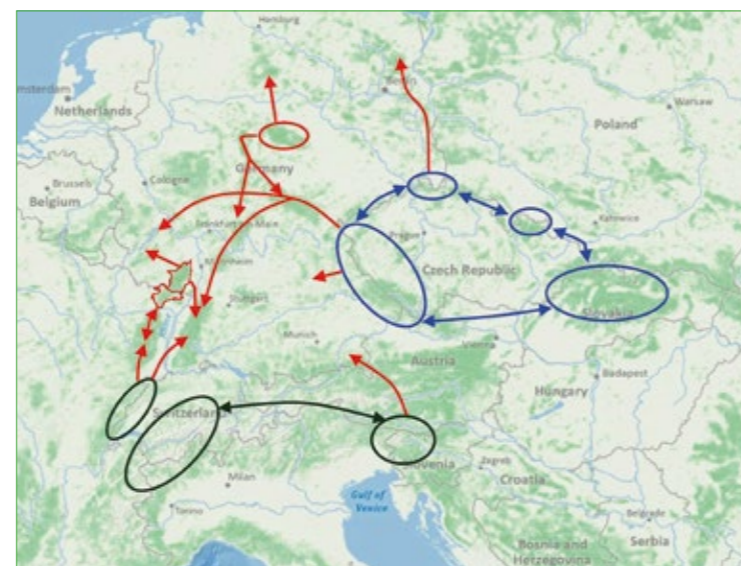 Hamburg
Amsterdam
Netherlands
Berlin
Warsaw
Poland
Germany
Cologne
Brussels
Belgium
Frankfurt am Main
Katowice
Prague
Mannheim
Czech Republic
Stuttgart
Slovakia
Munich
Vienna
Austria
Budapest
Hungary
Switzerland
Slovenia
Zagreb
Milan
Croatia
Torino
Gulf of
Venice
Belgrade
Serbia
Bosnia and
Herzegovina